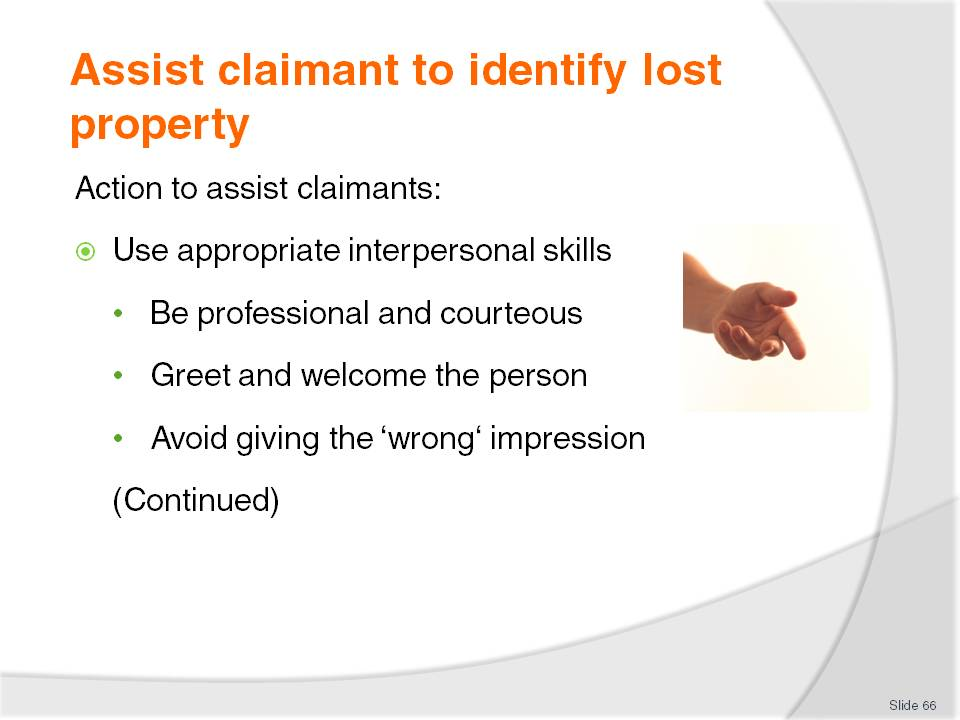 Assist claimant to identify lost
property
Action to assist claimants:
Use appropriate interpersonal skills
• Be professional and courteous
• Greet and welcome the person
• Avoid giving the ‘wrong‘ impression
(Continued)
Slide 66